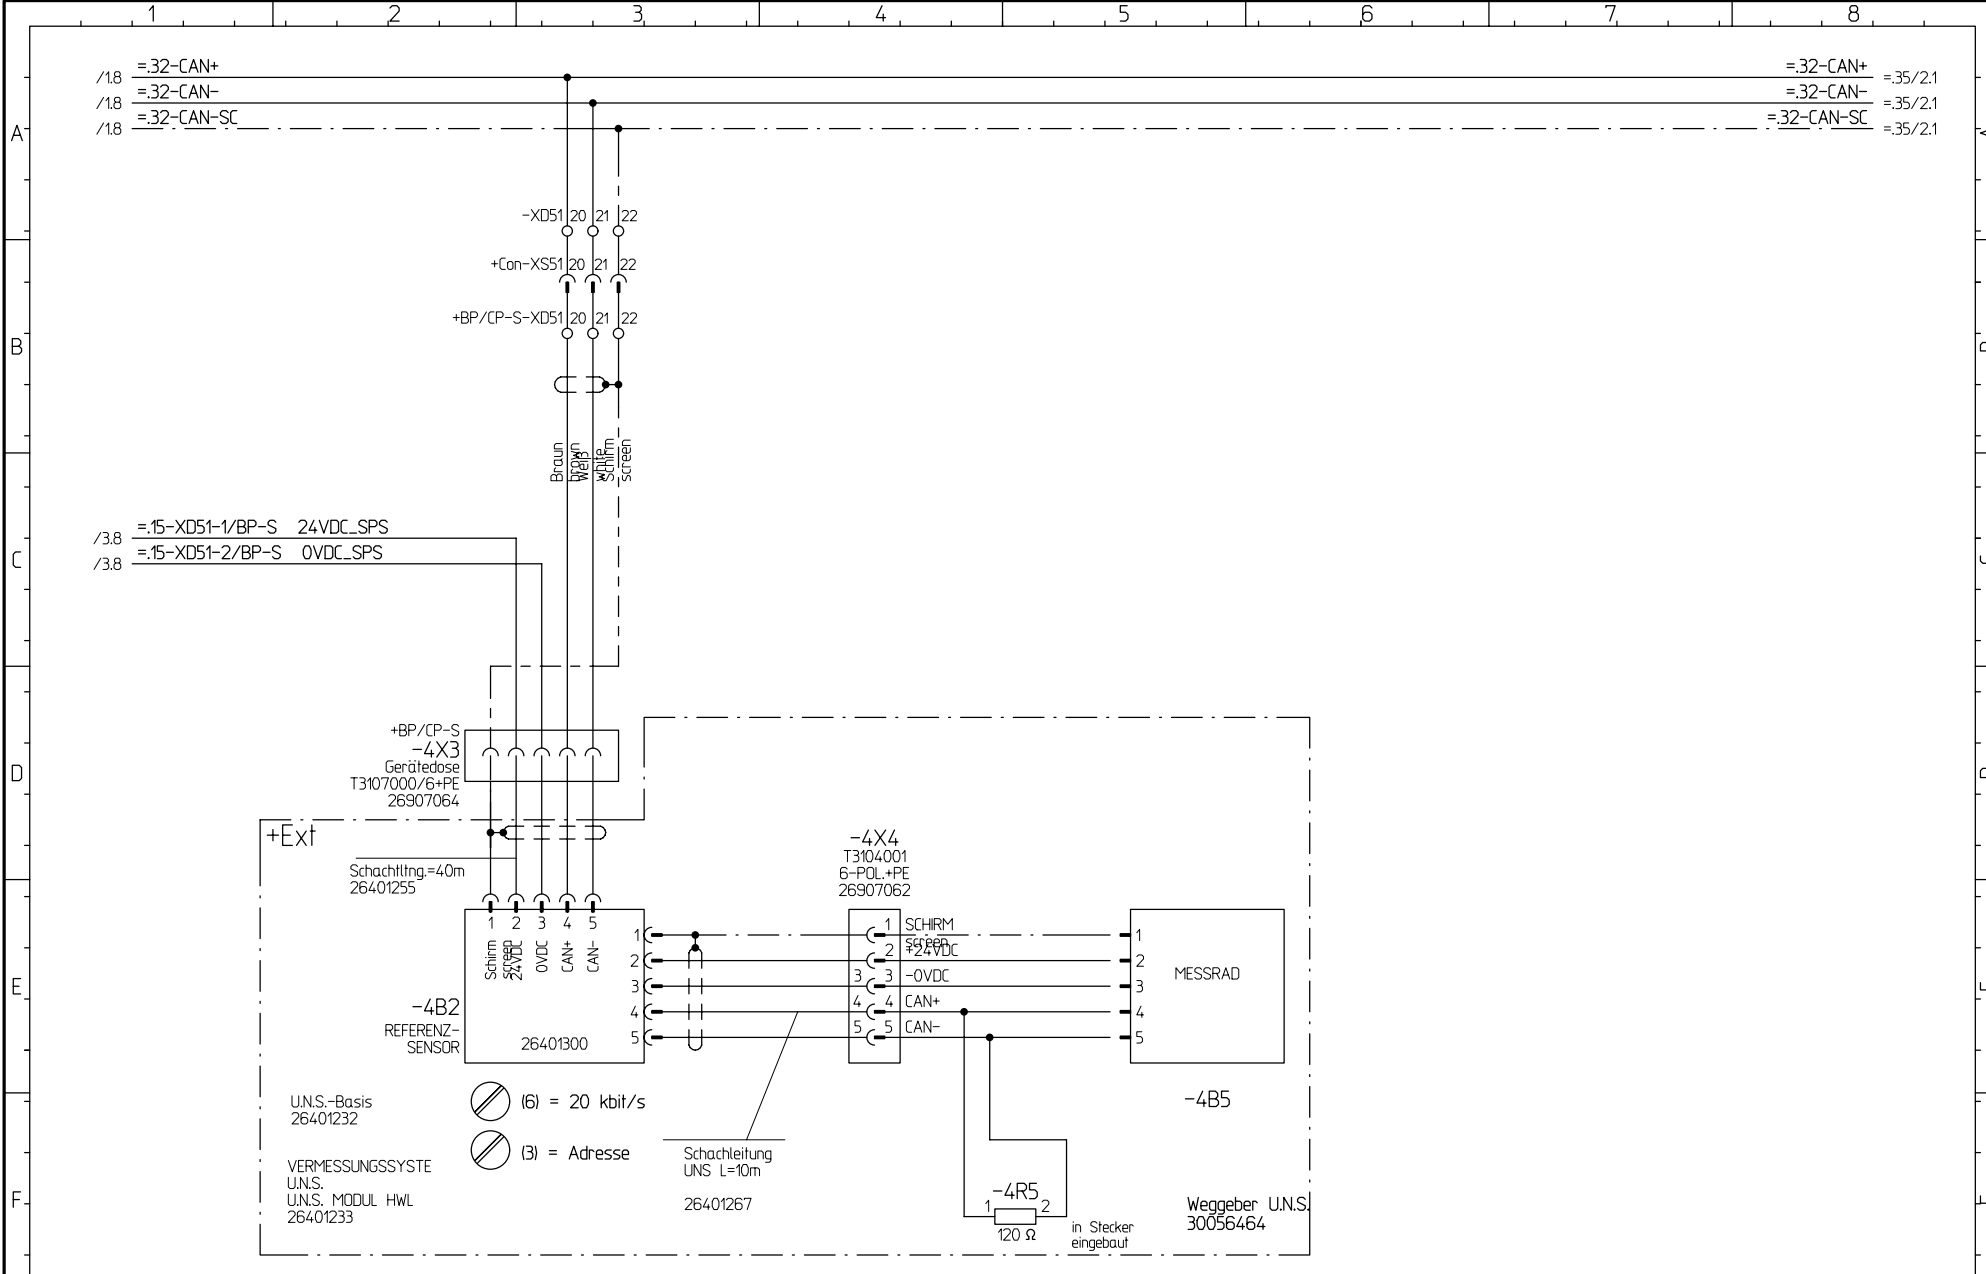 1 2 3 4 5 6 7 8
/1.8 =.32-CAN+ =.32-CAN+ =.35/2.1
/1.8 =.32-CAN- =.32-CAN- =.35/2.1
/1.8 =.32-CAN-SC =.32-CAN-SC =.35/2.1
A
-XD51 20 21 22
+Con-XS51 20 21 22
+BP/CP-S-XD51 20 21 22
B
Braun
brown
Weiß
white
Schirm
screen
/3.8 =.15-XD51-1/BP-S 24VDC_SPS
/3.8 =.15-XD51-2/BP-S 0VDC_SPS
C
+BP/CP-S
-4X3
Gerätedose
T3107000/6+PE
26907064
D
+Ext
Schachtltng.=40m
26401255
-4X4
T3104001
6-POL.+PE
26907062
1 2 3 4 5
Schirm
screen
24VDC
0VDC
CAN+
CAN-
1 1 SCHIRM
screen 1
2 2 +24VDC 2
3 3 3 -0VDC 3
4 4 4 CAN+ 4
5 5 5 CAN- 5
MESSRAD
E
-4B2
REFERENZ-
SENSOR
26401300
-4B5
U.N.S.-Basis
26401232
(6) = 20 kbit/s
(3) = Adresse
VERMESSUNGSSYSTE
U.N.S.
U.N.S. MODUL HWL
26401233
Schachleitung
UNS L=10m
26401267
F
-4R5
1 2
120 Ω
in Stecker
eingebaut
Weggeber U.N.S.
30056464